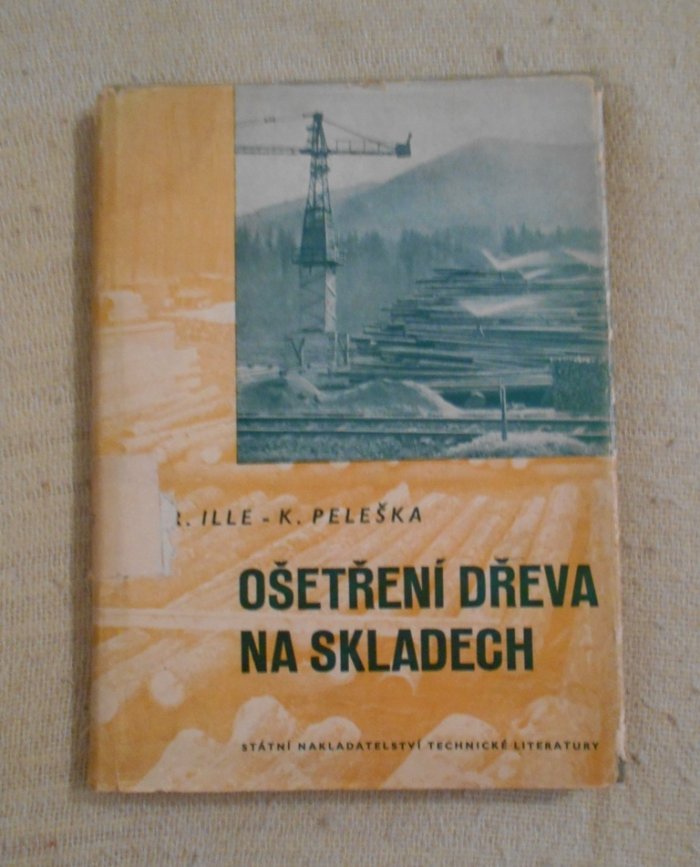 R. ILLE - K. PELEŠKA
OŠETŘENÍ DŘEVA
NA SKLADECH
STÁTNÍ NAKLADATELSTVÍ TECHNICKÉ LITERATURY